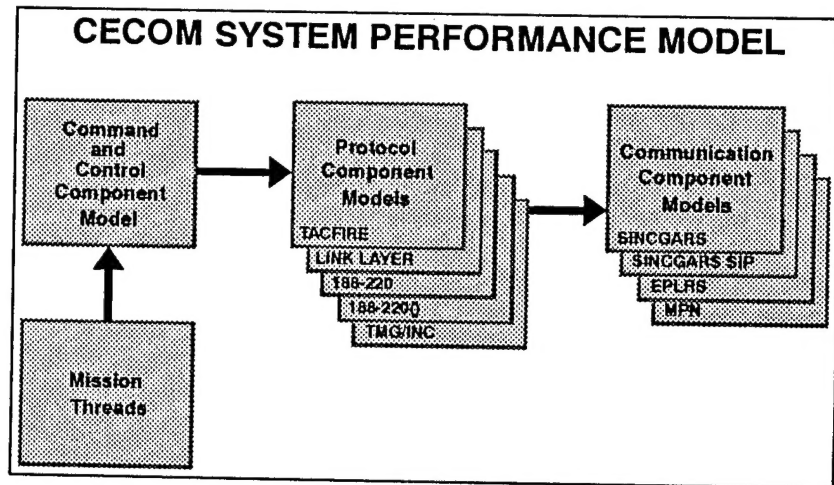 CECOM SYSTEM PERFORMANCE MODEL
Command
and
Control
Component
Model
Protocol
Component
Models
TACFIRE
LINK LAYER
188-220
188-220()
TMG/INC
Communication
Component
Models
SINCGARS
SINCGARS SIP
EPLRS
MPN
Mission
Threads